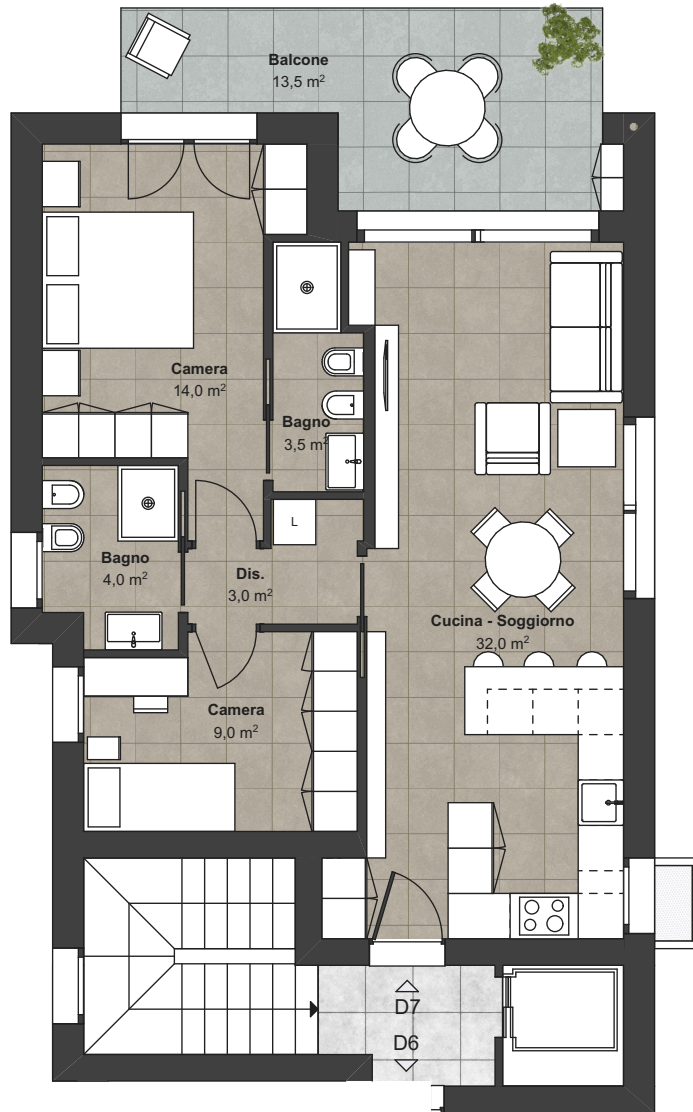 Balcone
13,5 m²
Camera
14,0 m²
Bagno
3,5 m²
L
Bagno
4,0 m²
Dis.
3,0 m²
Cucina - Soggiorno
32,0 m²
Camera
9,0 m²
D7
D6